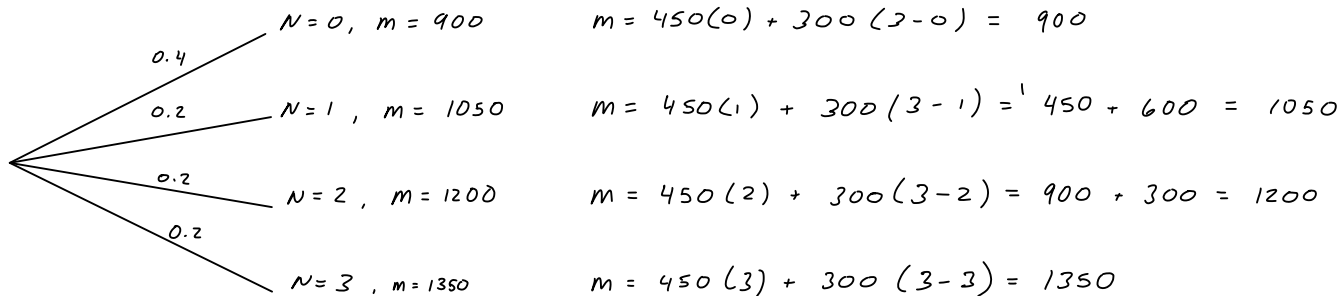 N = 0, m = 900 m = 450(0) + 300 (3-0) = 900
0.4
N = 1 , m = 1050 m = 450(1) + 300(3 - 1) = 450 + 600 = 1050
0.2
0.2
N = 2 , m = 1200 m = 450(2) + 300(3-2) = 900 + 300 = 1200
0.2
N = 3 , m = 1350 m = 450(3) + 300 (3-3) = 1350